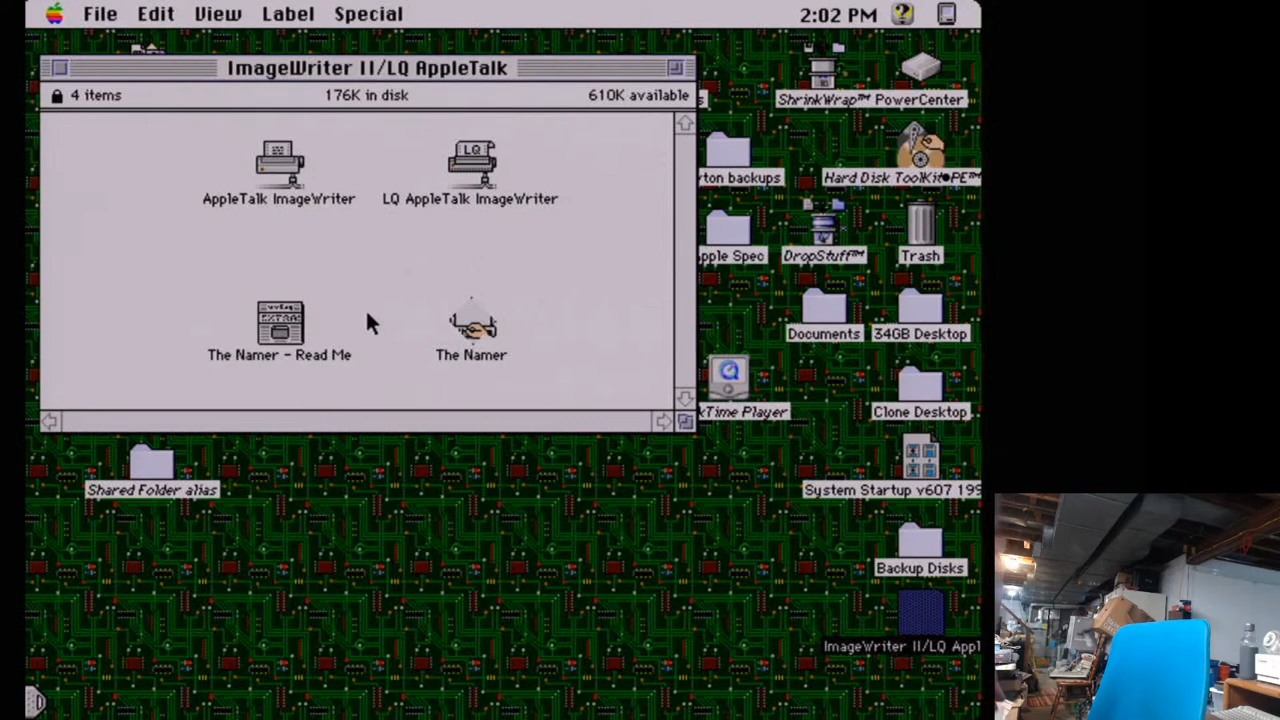 File Edit View Label Special 2:02 PM
ImageWriter II/LQ AppleTalk
4 items 176K in disk 610K available
ShrinkWrap™ PowerCenter
LQ
AppleTalk ImageWriter LQ AppleTalk ImageWriter
backups Hard Disk ToolKit•PE™
Spec DropStuff™ Trash
EXTRA!
The Namer - Read Me The Namer
Documents 34GB Desktop
Player Clone Desktop
Shared Folder alias System Startup v607 199
Backup Disks
ImageWriter II/LQ Appl